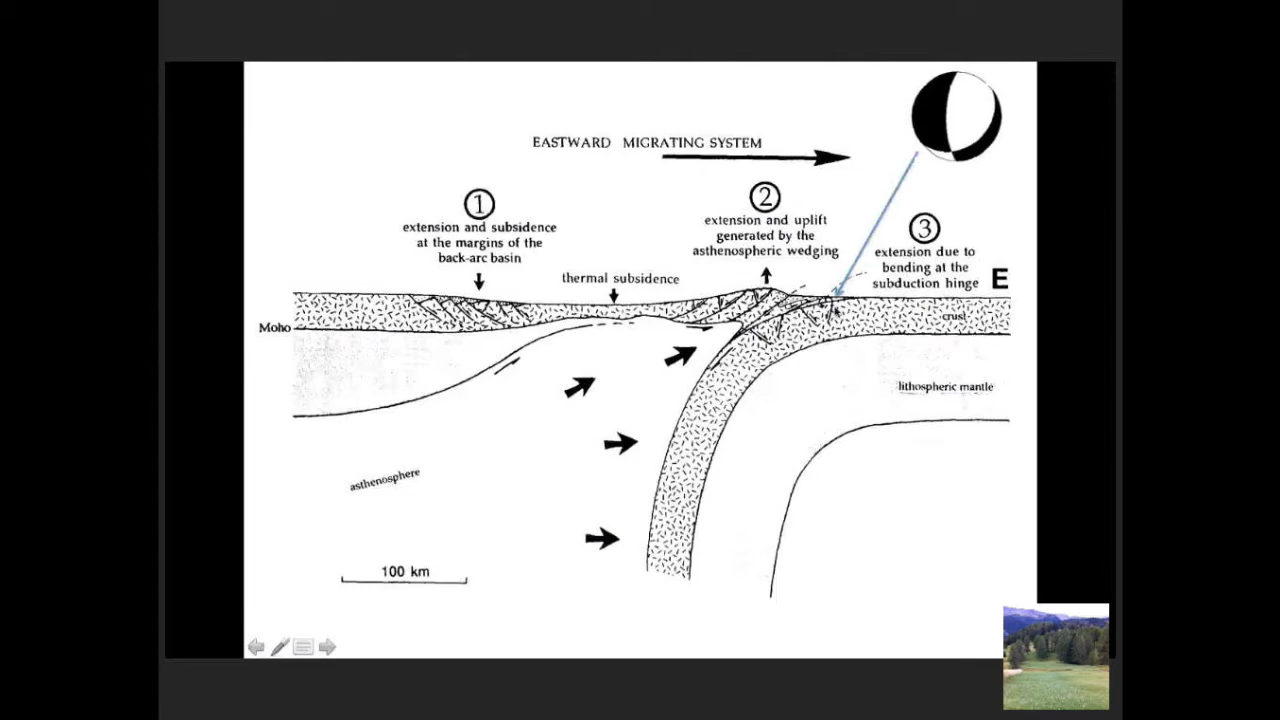 EASTWARD MIGRATING SYSTEM
1
extension and subsidence
at the margins of the
back-arc basin
thermal subsidence
2
extension and uplift
generated by the
asthenospheric wedging
3
extension due to
bending at the
subduction hinge
E
Moho
crust
lithospheric mantle
asthenosphere
100 km